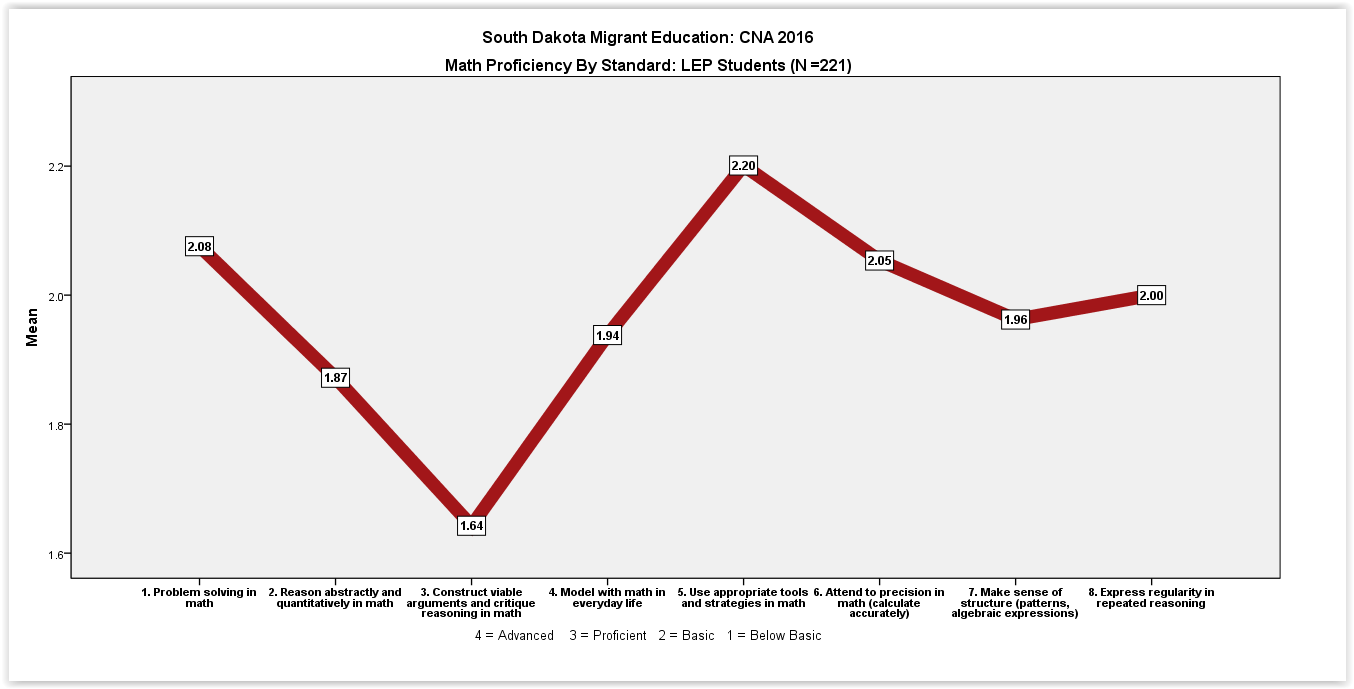 South Dakota Migrant Education: CNA 2016
Math Proficiency By Standard: LEP Students (N =221)
Mean
2.2
2.0
1.8
1.6
2.08
1.87
1.64
1.94
2.20
2.05
1.96
2.00
1. Problem solving in
math
2. Reason abstractly and
quantitatively in math
3. Construct viable
arguments and critique
reasoning in math
4. Model with math in
everyday life
5. Use appropriate tools
and strategies in math
6. Attend to precision in
math (calculate
accurately)
7. Make sense of
structure (patterns,
algebraic expressions)
8. Express regularity in
repeated reasoning
4 = Advanced 3 = Proficient 2 = Basic 1 = Below Basic